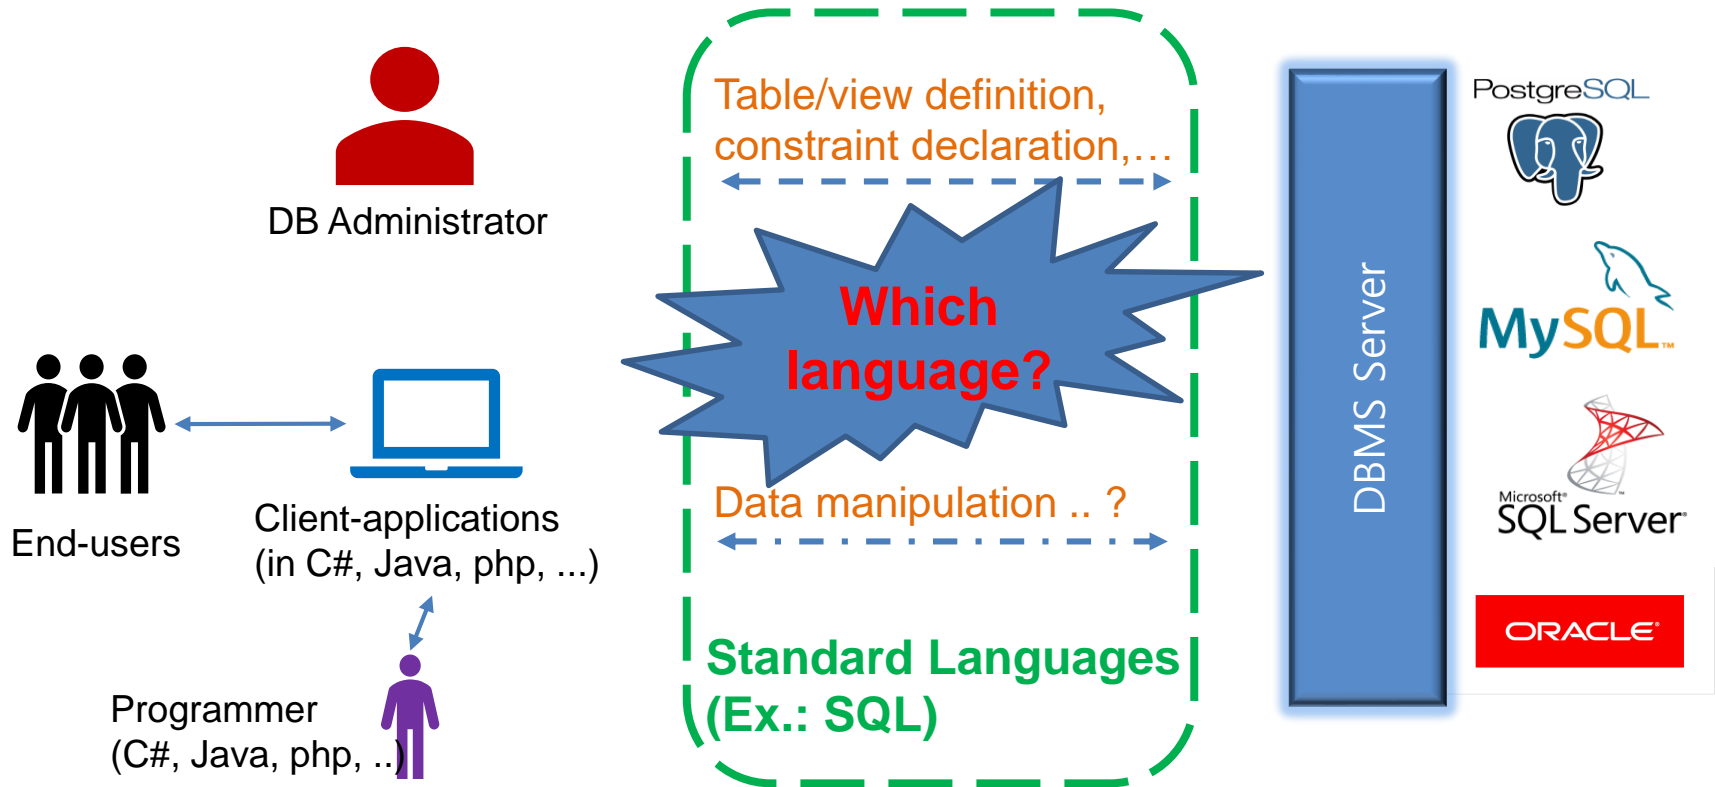 DB Administrator
End-users
Client-applications
(in C#, Java, php, ...)
Programmer
(C#, Java, php, ..)
Table/view definition,
constraint declaration,…
Which
language?
Data manipulation .. ?
Standard Languages
(Ex.: SQL)
DBMS Server
PostgreSQL
MySQL™
Microsoft®
SQL Server®
ORACLE®